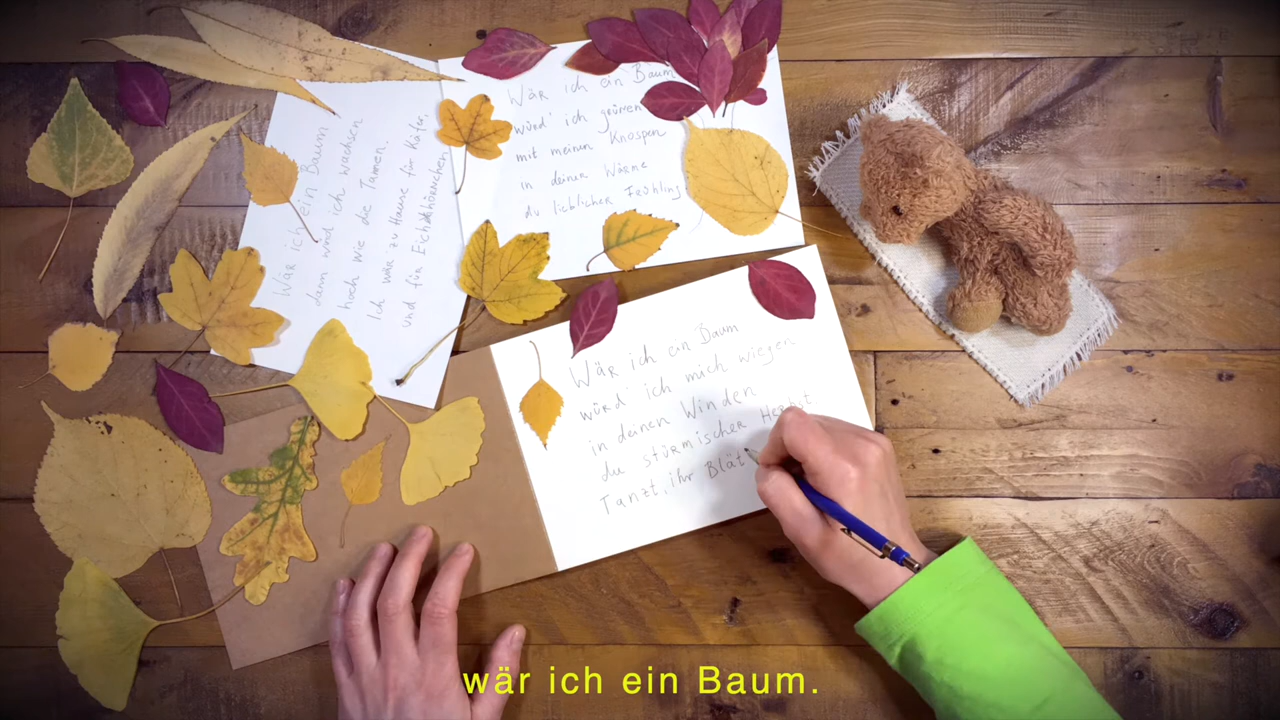 Wär ich ein Baum
dann würd ich wachsen
hoch wie die Tannen.
Ich wär zu Hause für Käfer,
und für Eichhörnchen
Wär ich ein Baum
würd' ich grünen
mit meinen Knospen
in deiner Wärme
du lieblicher Frühling
Wär ich ein Baum
würd' ich mich wiegen
in deinen Winden
du stürmischer Herbst
Tanzt, ihr Blät
wär ich ein Baum.